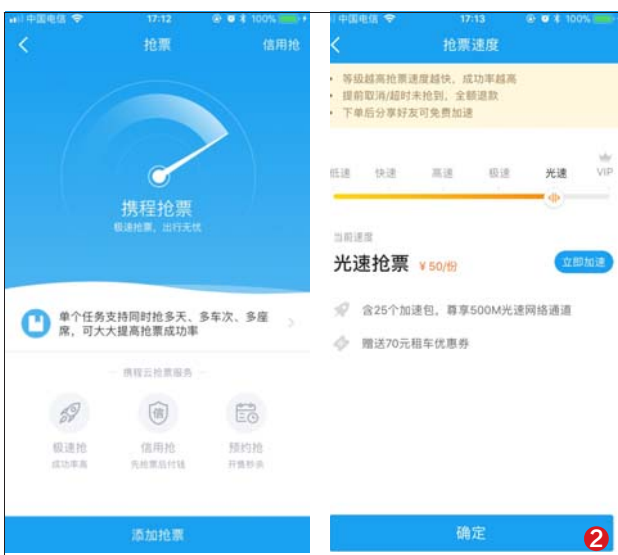 中国电信
17:12
100%
抢票
信用抢
携程抢票
极速抢票，出行无忧
单个任务支持同时抢多天、多车次、多座
席，可大大提高抢票成功率
携程云抢票服务
极速抢
信用抢
预约抢
成功率高
先抢票后付钱
开售秒杀
添加抢票
中国电信
17:13
100%
抢票速度
等级越高抢票速度越快，成功率越高
提前取消/超时未抢到，全额退款
下单后分享好友可免费加速
低速
快速
高速
极速
光速
VIP
当前速度
光速抢票
¥50/份
立即加速
含25个加速包，尊享500M光速网络通道
赠送70元租车优惠券
确定
2